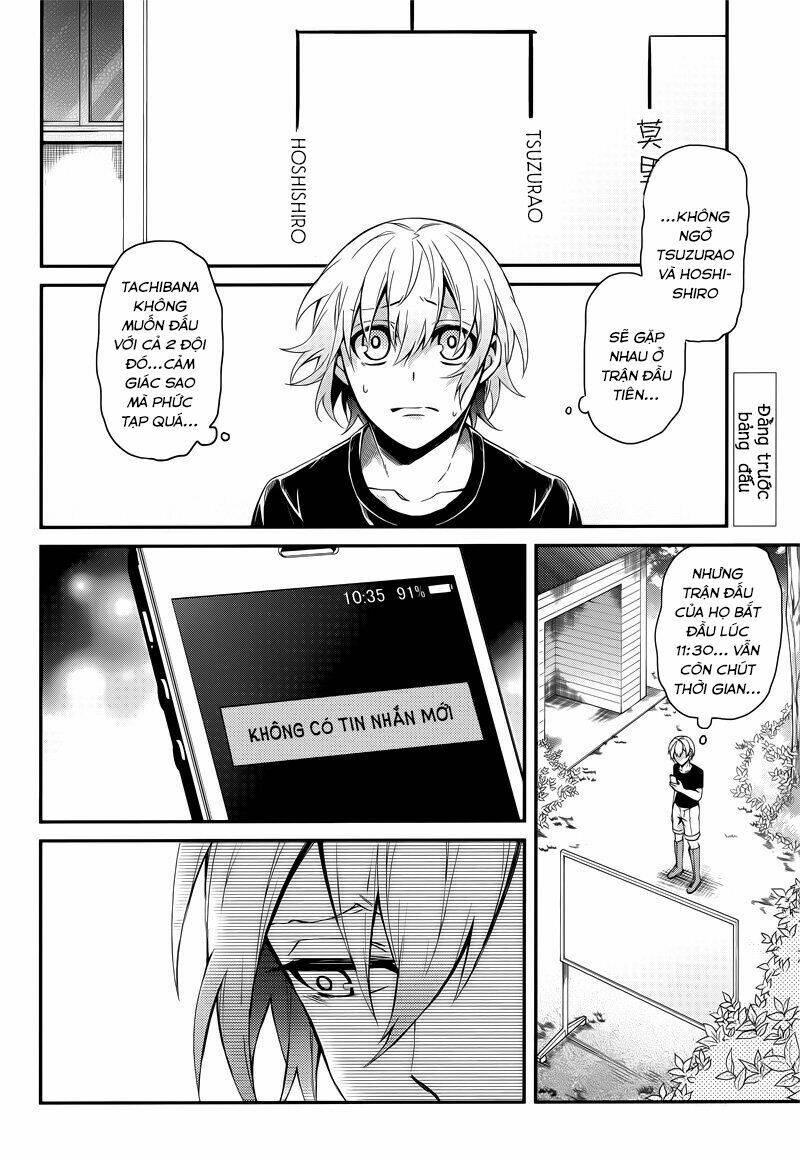 HOSHISHIRO
TSUZURAO
莫
...KHÔNG
NGỜ
TSUZURAO
VÀ HOSHI-
SHIRO
SẼ GẶP
NHAU Ở
TRẬN ĐẦU
TIÊN...
TACHIBANA
KHÔNG
MUỐN ĐẤU
VỚI CẢ 2 ĐỘI
ĐÓ...CẢM
GIÁC SAO
MÀ PHỨC
TẠP QUÁ...
Đằng trước
bảng đấu
NHƯNG
TRẬN ĐẤU
CỦA HỌ BẮT
ĐẦU LÚC
11:30... VẪN
CÒN CHÚT
THỜI GIAN...
10:35 91%
KHÔNG CÓ TIN NHẮN MỚI